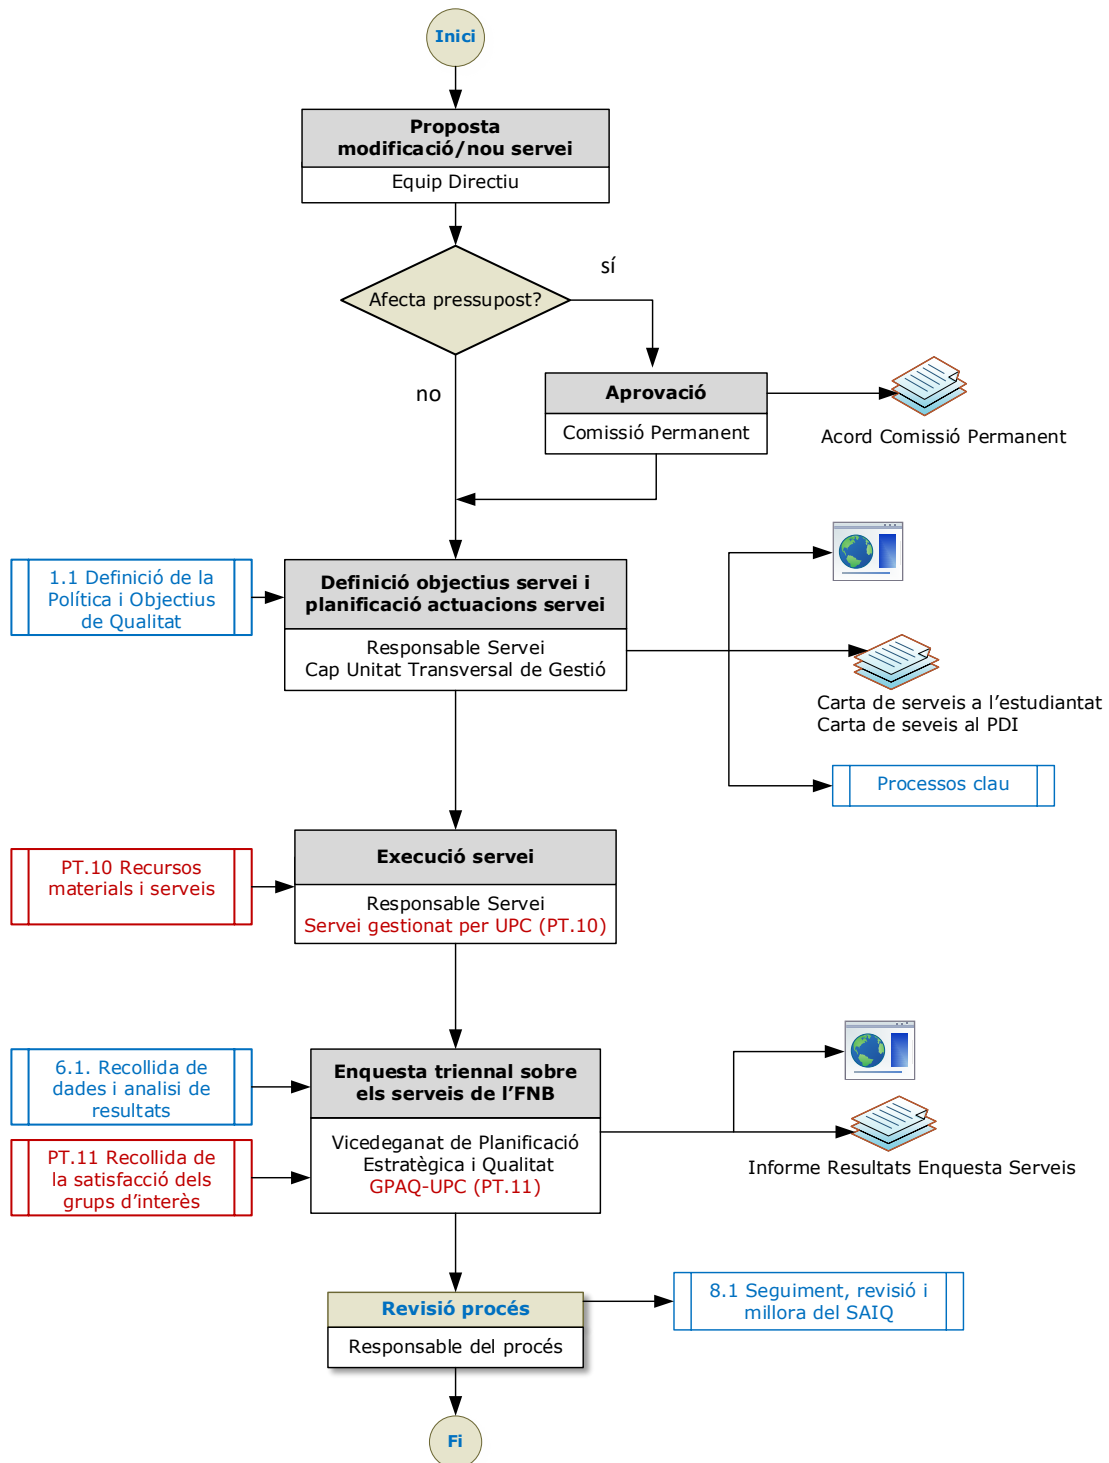 Inici
Proposta
modificació/nou servei
Equip Directiu
Afecta pressupost?
sí
no
Aprovació
Comissió Permanent
Acord Comissió Permanent
1.1 Definició de la
Política i Objectius
de Qualitat
Definició objectius servei i
planificació actuacions servei
Responsable Servei
Cap Unitat Transversal de Gestió
Carta de serveis a l’estudiantat
Carta de seveis al PDI
Processos clau
PT.10 Recursos
materials i serveis
Execució servei
Responsable Servei
Servei gestionat per UPC (PT.10)
6.1. Recollida de
dades i analisi de
resultats
PT.11 Recollida de
la satisfacció dels
grups d’interès
Enquesta triennal sobre
els serveis de l’FNB
Vicedeganat de Planificació
Estratègica i Qualitat
GPAQ-UPC (PT.11)
Informe Resultats Enquesta Serveis
Revisió procés
Responsable del procés
8.1 Seguiment, revisió i
millora del SAIQ
Fi